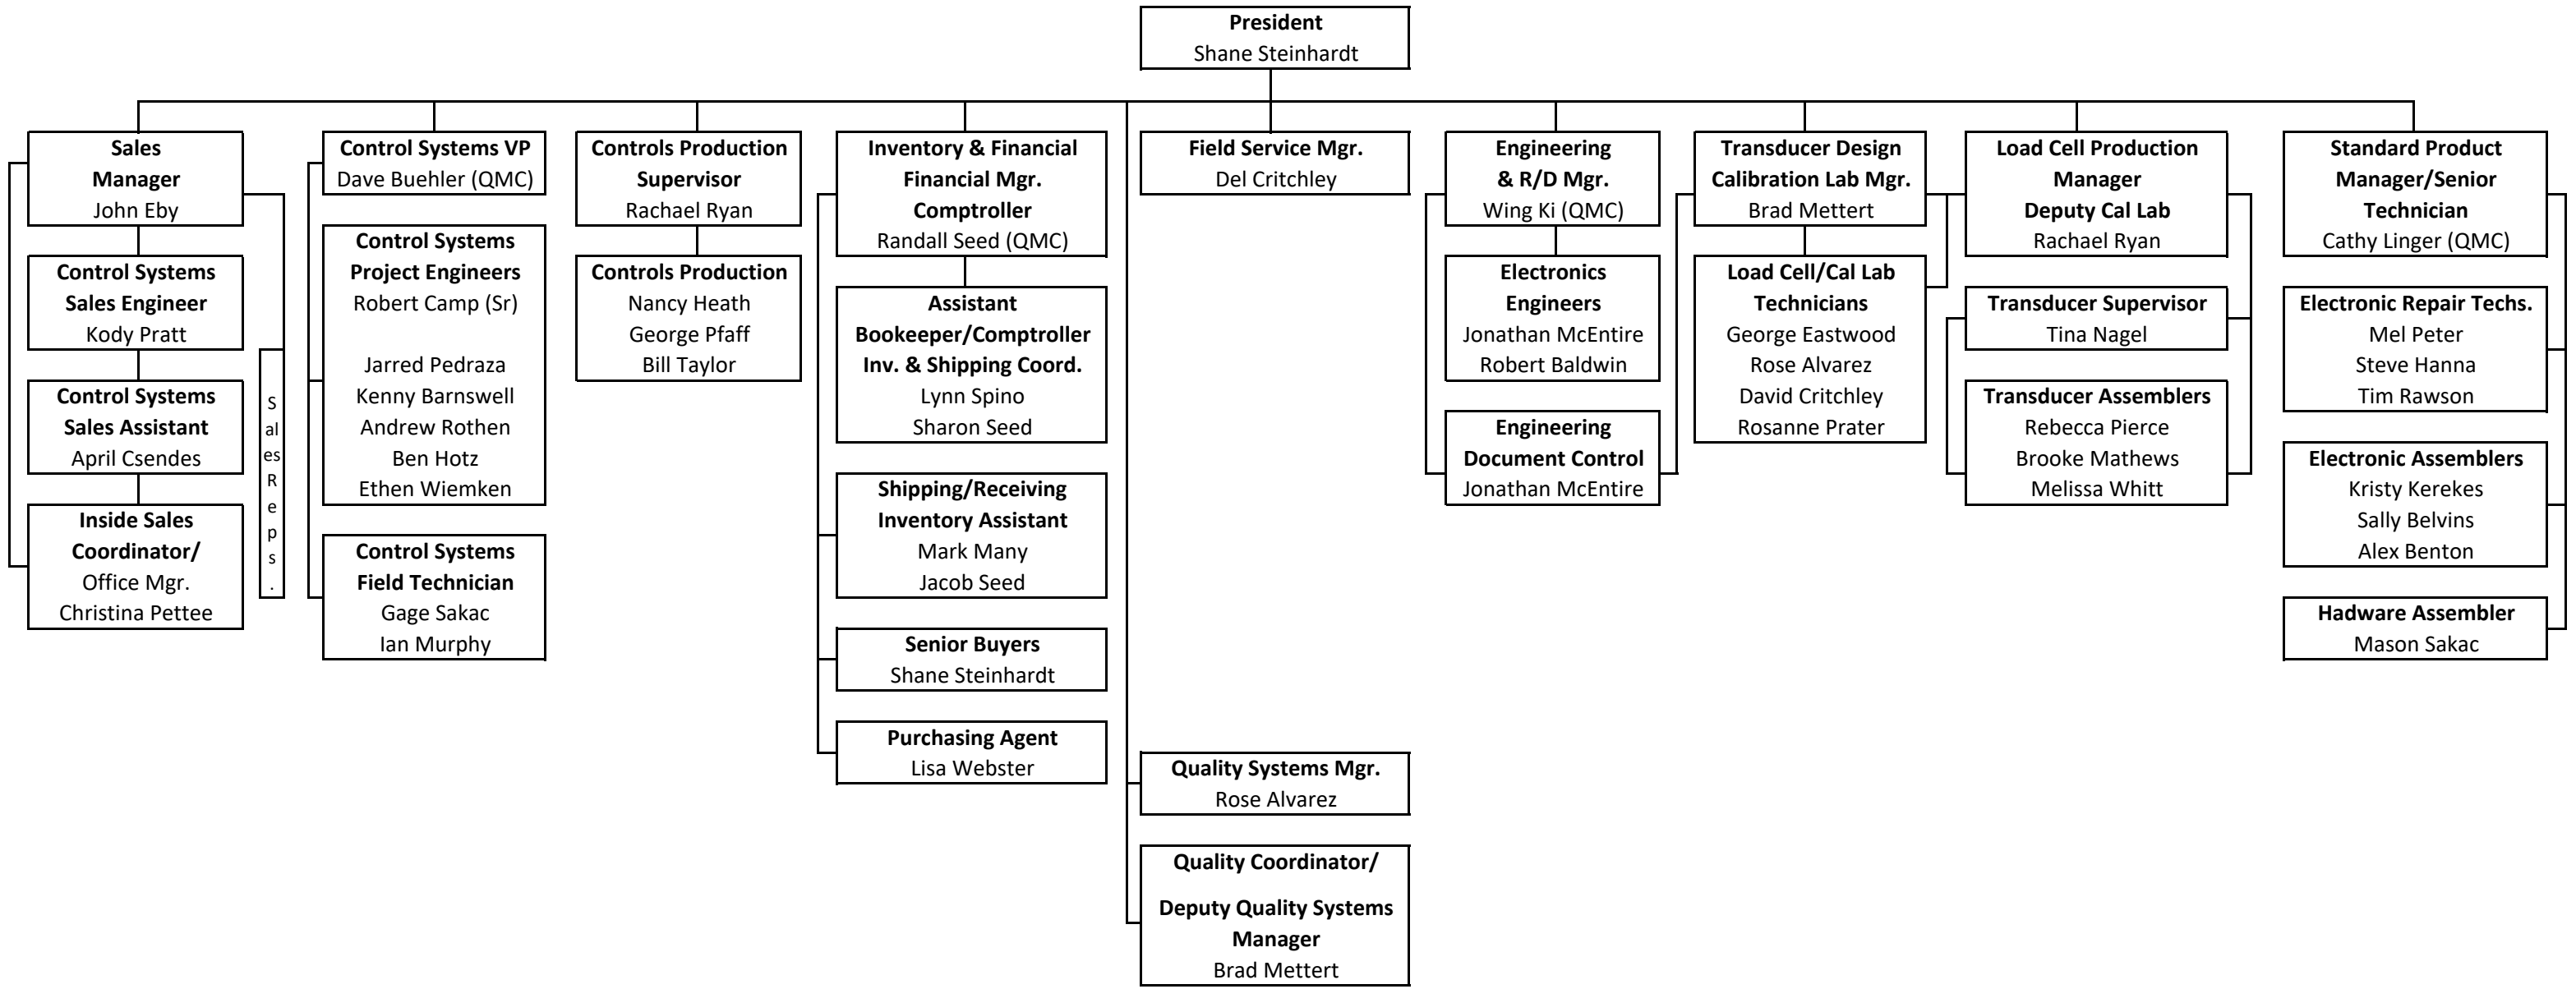 President
Shane Steinhardt
Sales
Manager
John Eby
Control Systems
Sales Engineer
Kody Pratt
Control Systems
Sales Assistant
April Csendes
Inside Sales
Coordinator/
Office Mgr.
Christina Pettee
S
al
es
R
e
p
s
.
Control Systems VP
Dave Buehler (QMC)
Control Systems
Project Engineers
Robert Camp (Sr)
Jarred Pedraza
Kenny Barnswell
Andrew Rothen
Ben Hotz
Ethen Wiemken
Control Systems
Field Technician
Gage Sakac
Ian Murphy
Controls Production
Supervisor
Rachael Ryan
Controls Production
Nancy Heath
George Pfaff
Bill Taylor
Inventory & Financial
Financial Mgr.
Comptroller
Randall Seed (QMC)
Assistant
Bookeeper/Comptroller
Inv. & Shipping Coord.
Lynn Spino
Sharon Seed
Shipping/Receiving
Inventory Assistant
Mark Many
Jacob Seed
Senior Buyers
Shane Steinhardt
Purchasing Agent
Lisa Webster
Field Service Mgr.
Del Critchley
Quality Systems Mgr.
Rose Alvarez
Quality Coordinator/
Deputy Quality Systems
Manager
Brad Mettert
Engineering
& R/D Mgr.
Wing Ki (QMC)
Electronics
Engineers
Jonathan McEntire
Robert Baldwin
Engineering
Document Control
Jonathan McEntire
Transducer Design
Calibration Lab Mgr.
Brad Mettert
Load Cell/Cal Lab
Technicians
George Eastwood
Rose Alvarez
David Critchley
Rosanne Prater
Load Cell Production
Manager
Deputy Cal Lab
Rachael Ryan
Transducer Supervisor
Tina Nagel
Transducer Assemblers
Rebecca Pierce
Brooke Mathews
Melissa Whitt
Standard Product
Manager/Senior
Technician
Cathy Linger (QMC)
Electronic Repair Techs.
Mel Peter
Steve Hanna
Tim Rawson
Electronic Assemblers
Kristy Kerekes
Sally Belvins
Alex Benton
Hadware Assembler
Mason Sakac